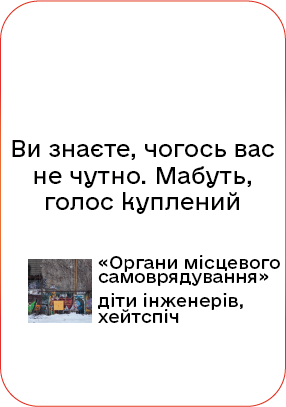 Ви знаєте, чогось вас
не чутно. Мабуть,
голос куплений
«Органи місцевого
самоврядування»
діти інженерів,
хейтспіч